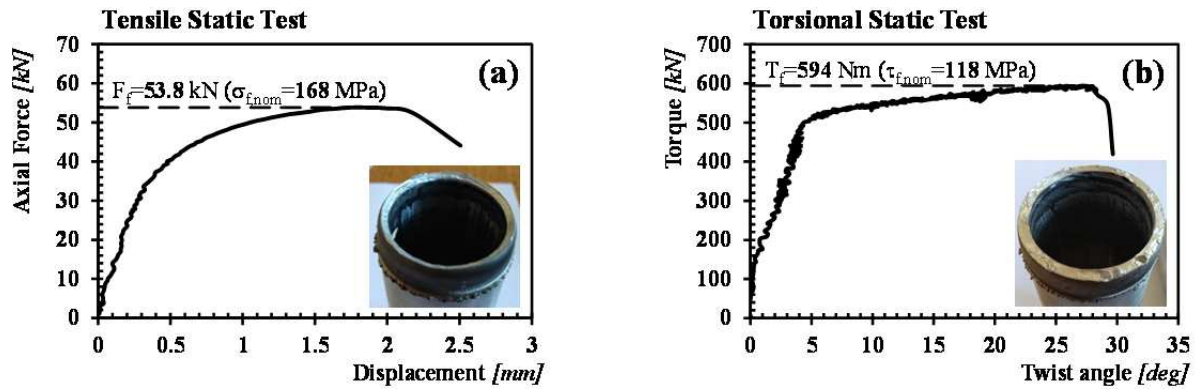 Tensile Static Test
70
60
50
40
30
20
10
0
Axial Force [kN]
F_f=53.8 kN (σ_f,nom=168 MPa)
(a)
0 0.5 1 1.5 2 2.5 3
Displacement [mm]
Torsional Static Test
700
600
500
400
300
200
100
0
Torque [kN]
T_f=594 Nm (τ_f,nom=118 MPa)
(b)
0 5 10 15 20 25 30 35
Twist angle [deg]